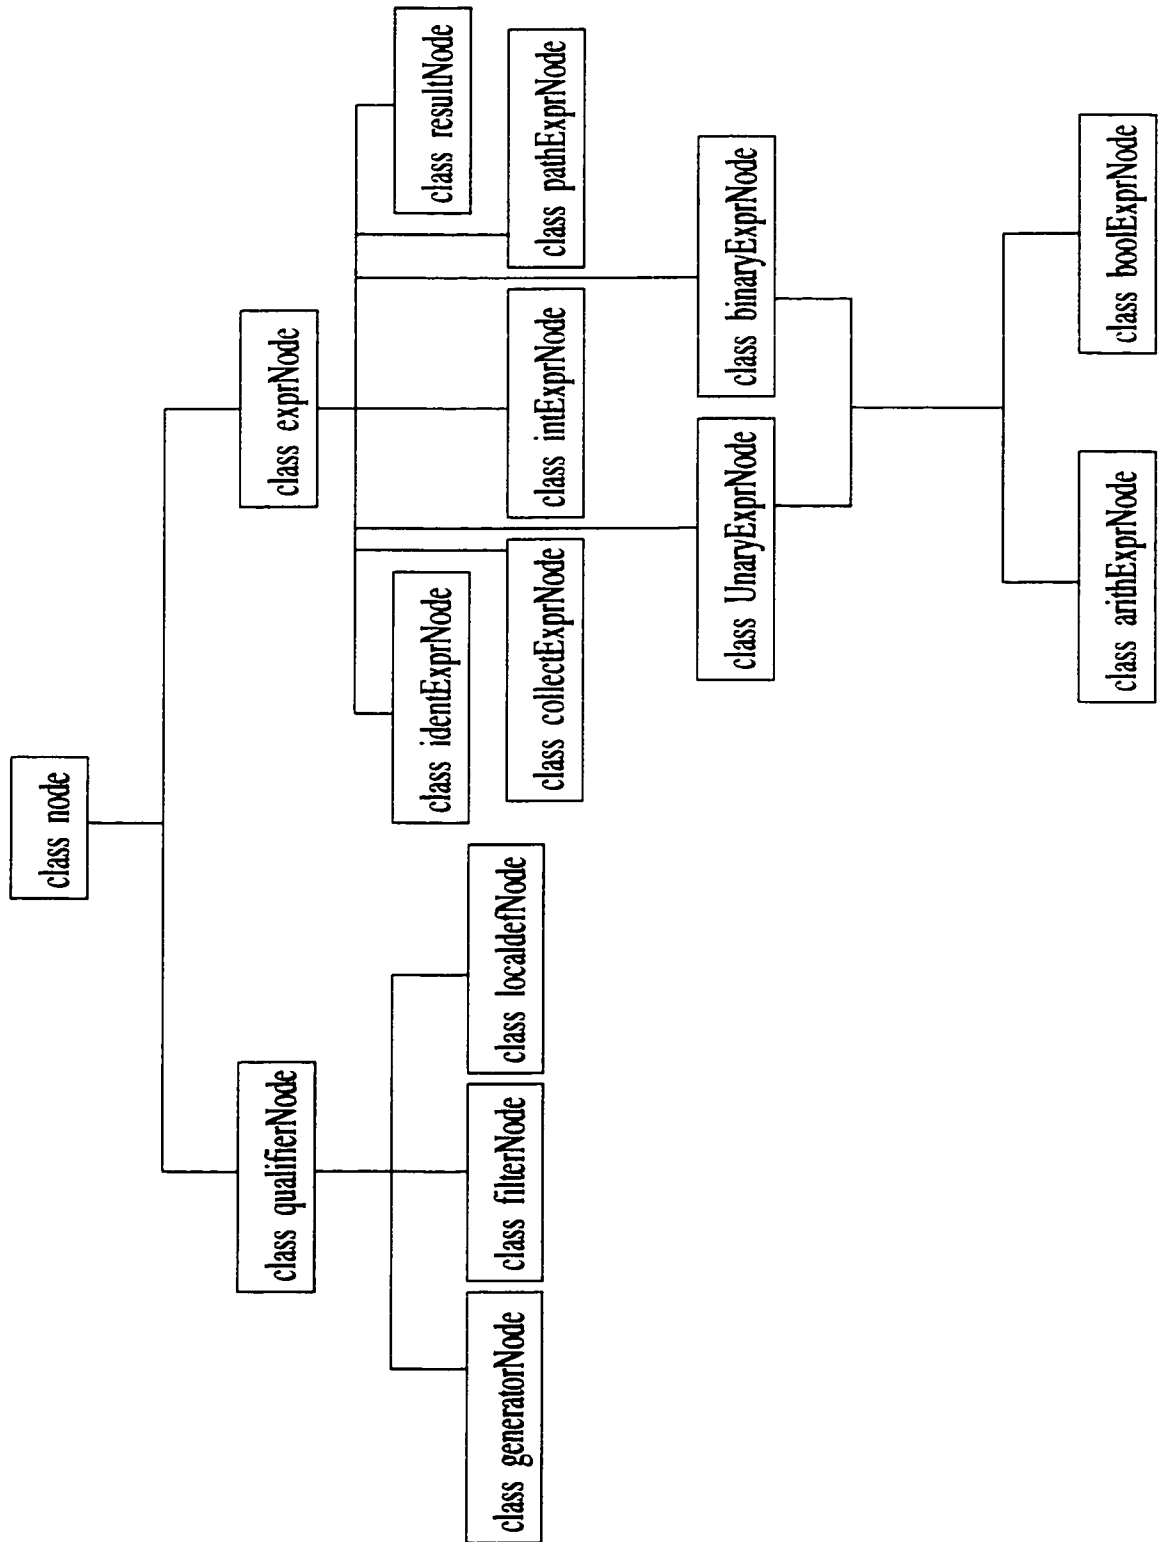 class node
class qualifierNode
class exprNode
class generatorNode
class filterNode
class localdefNode
class identExprNode
class resultNode
class collectExprNode
class intExprNode
class pathExprNode
class UnaryExprNode
class binaryExprNode
class arithExprNode
class boolExprNode